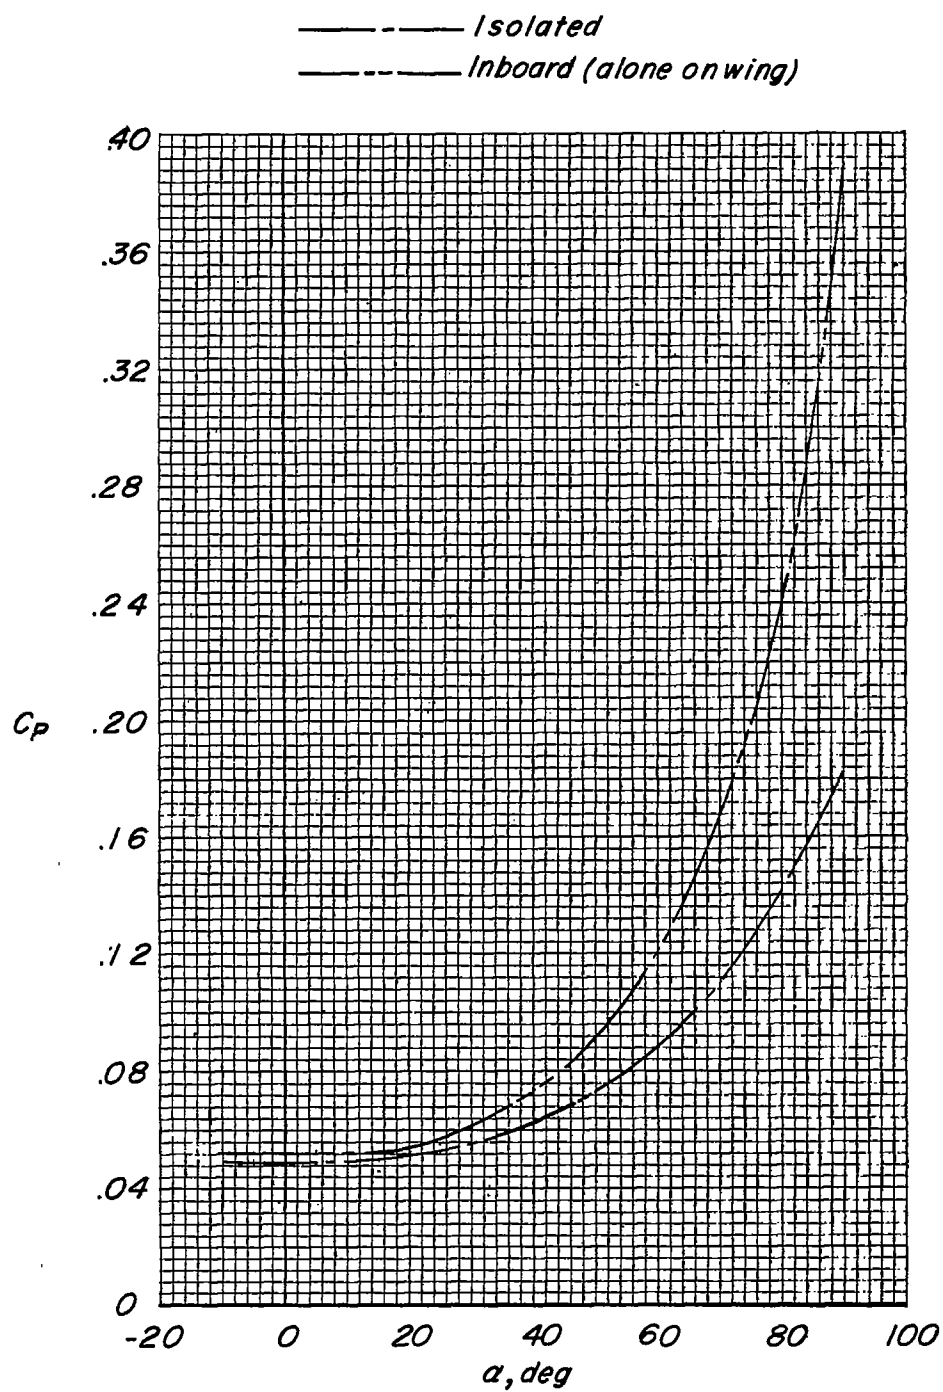 Isolated
Inboard (alone on wing)
.40
.36
.32
.28
.24
.20
.16
.12
.08
.04
0
CP
-20 0 20 40 60 80 100
α, deg